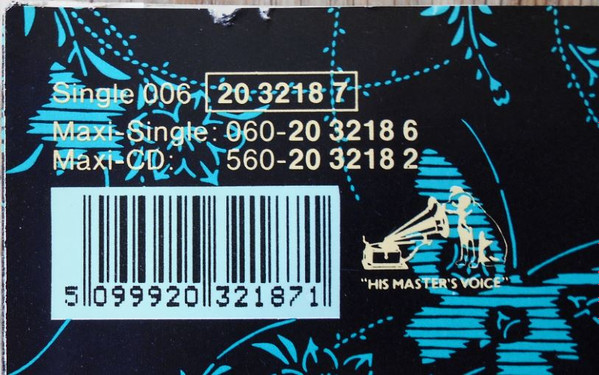 Single 006 20 3218 7
Maxi-Single: 060-20 3218 6
Maxi-CD: 560-20 3218 2
5 099920 321871
"HIS MASTER'S VOICE"